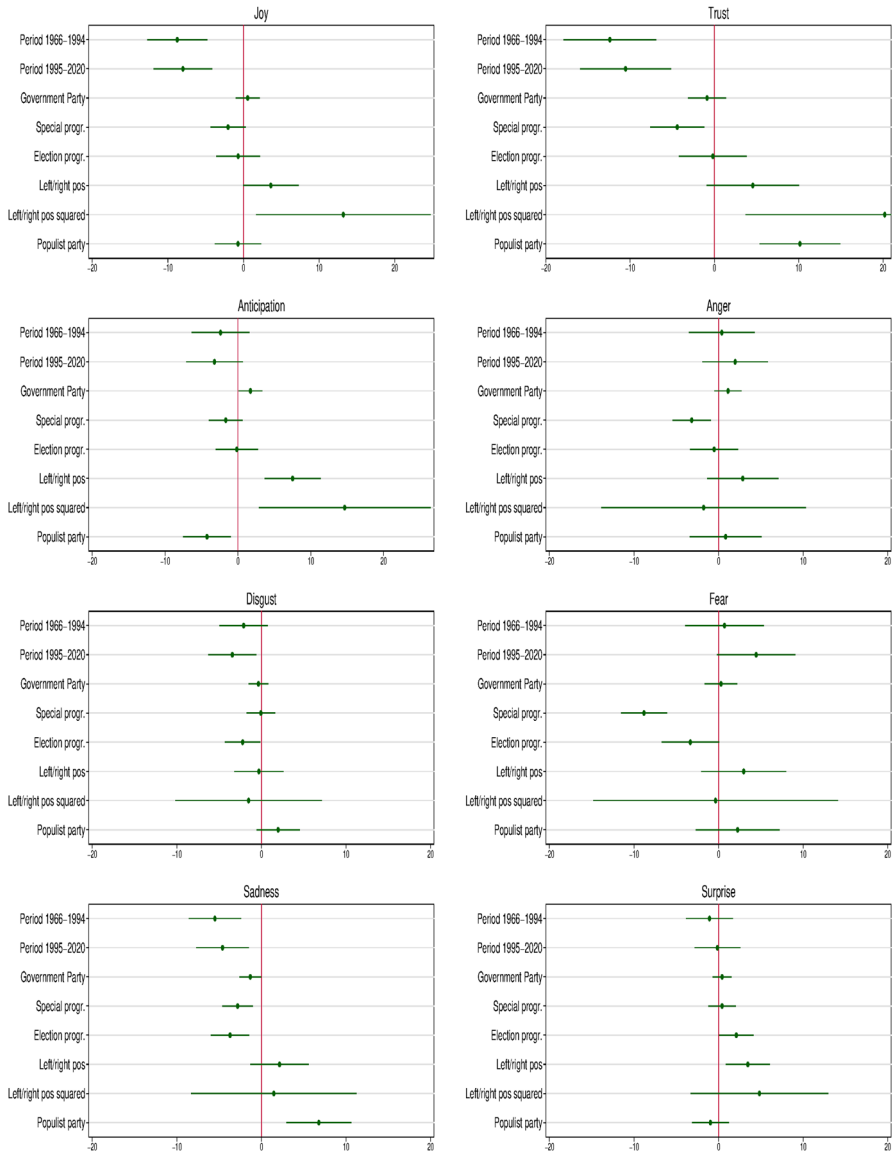 Joy
Period 1966–1994
Period 1995–2020
Government Party
Special progr.
Election progr.
Left/right pos
Left/right pos squared
Populist party
−20 −10 0 10 20
Trust
Period 1966–1994
Period 1995–2020
Government Party
Special progr.
Election progr.
Left/right pos
Left/right pos squared
Populist party
−20 −10 0 10 20
Anticipation
Period 1966–1994
Period 1995–2020
Government Party
Special progr.
Election progr.
Left/right pos
Left/right pos squared
Populist party
−20 −10 0 10 20
Anger
Period 1966–1994
Period 1995–2020
Government Party
Special progr.
Election progr.
Left/right pos
Left/right pos squared
Populist party
−20 −10 0 10 20
Disgust
Period 1966–1994
Period 1995–2020
Government Party
Special progr.
Election progr.
Left/right pos
Left/right pos squared
Populist party
−20 −10 0 10 20
Fear
Period 1966–1994
Period 1995–2020
Government Party
Special progr.
Election progr.
Left/right pos
Left/right pos squared
Populist party
−20 −10 0 10 20
Sadness
Period 1966–1994
Period 1995–2020
Government Party
Special progr.
Election progr.
Left/right pos
Left/right pos squared
Populist party
−20 −10 0 10 20
Surprise
Period 1966–1994
Period 1995–2020
Government Party
Special progr.
Election progr.
Left/right pos
Left/right pos squared
Populist party
−20 −10 0 10 20